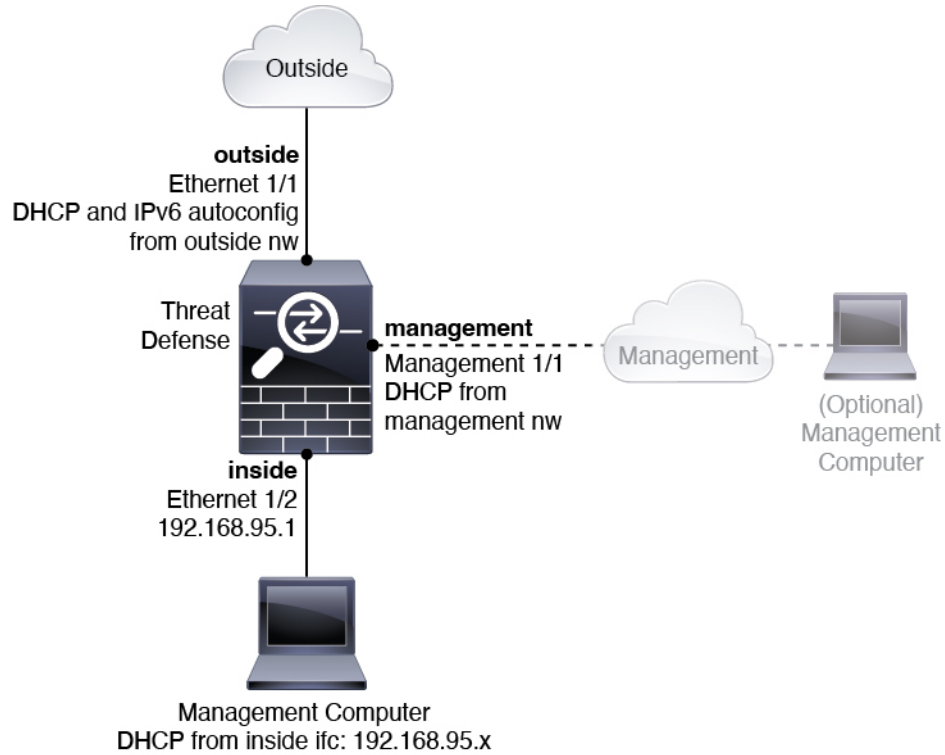 Outside
outside
Ethernet 1/1
DHCP and IPv6 autoconfig
from outside nw
Threat
Defense
management
Management 1/1
DHCP from
management nw
Management
(Optional)
Management
Computer
inside
Ethernet 1/2
192.168.95.1
Management Computer
DHCP from inside ifc: 192.168.95.x